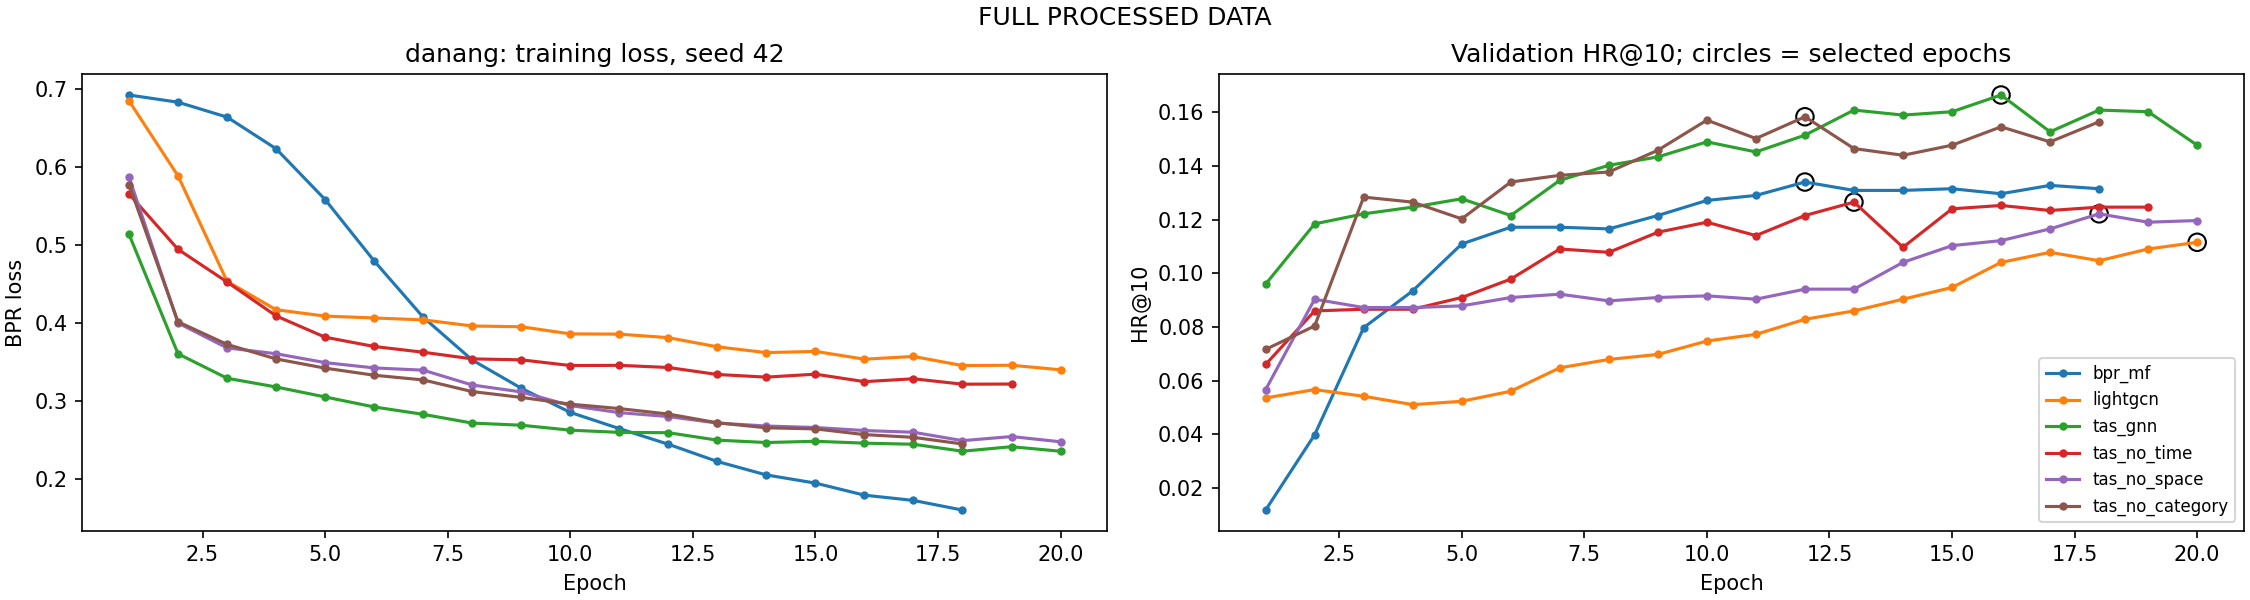 FULL PROCESSED DATA
danang: training loss, seed 42
BPR loss
0.7
0.6
0.5
0.4
0.3
0.2
2.5 5.0 7.5 10.0 12.5 15.0 17.5 20.0
Epoch
Validation HR@10; circles = selected epochs
HR@10
0.16
0.14
0.12
0.10
0.08
0.06
0.04
0.02
2.5 5.0 7.5 10.0 12.5 15.0 17.5 20.0
Epoch
bpr_mf
lightgcn
tas_gnn
tas_no_time
tas_no_space
tas_no_category